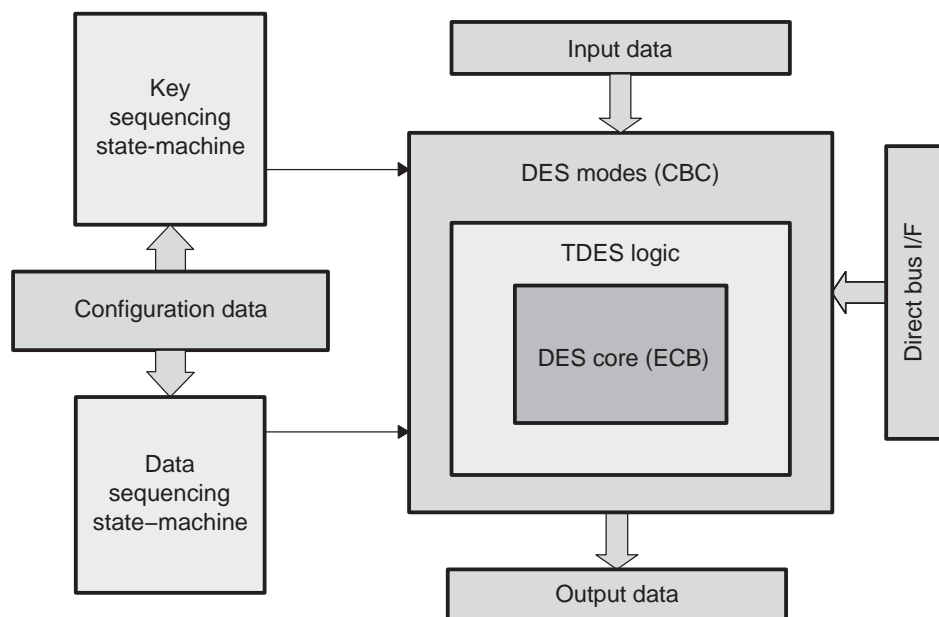 Key
sequencing
state-machine
Input data
DES modes (CBC)
TDES logic
DES core (ECB)
Direct bus I/F
Configuration data
Data
sequencing
state−machine
Output data